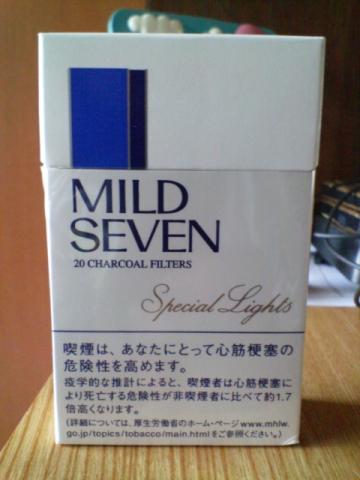 MILD
SEVEN
20 CHARCOAL FILTERS
Special Lights
喫煙は、あなたにとって心筋梗塞の
危険性を高めます。
疫学的な推計によると、喫煙者は心筋梗塞に
より死亡する危険性が非喫煙者に比べて約1.7
倍高くなります。
(詳細については、厚生労働省のホーム・ページwww.mhlw.
go.jp/topics/tobacco/main.htmlをご参照ください。)